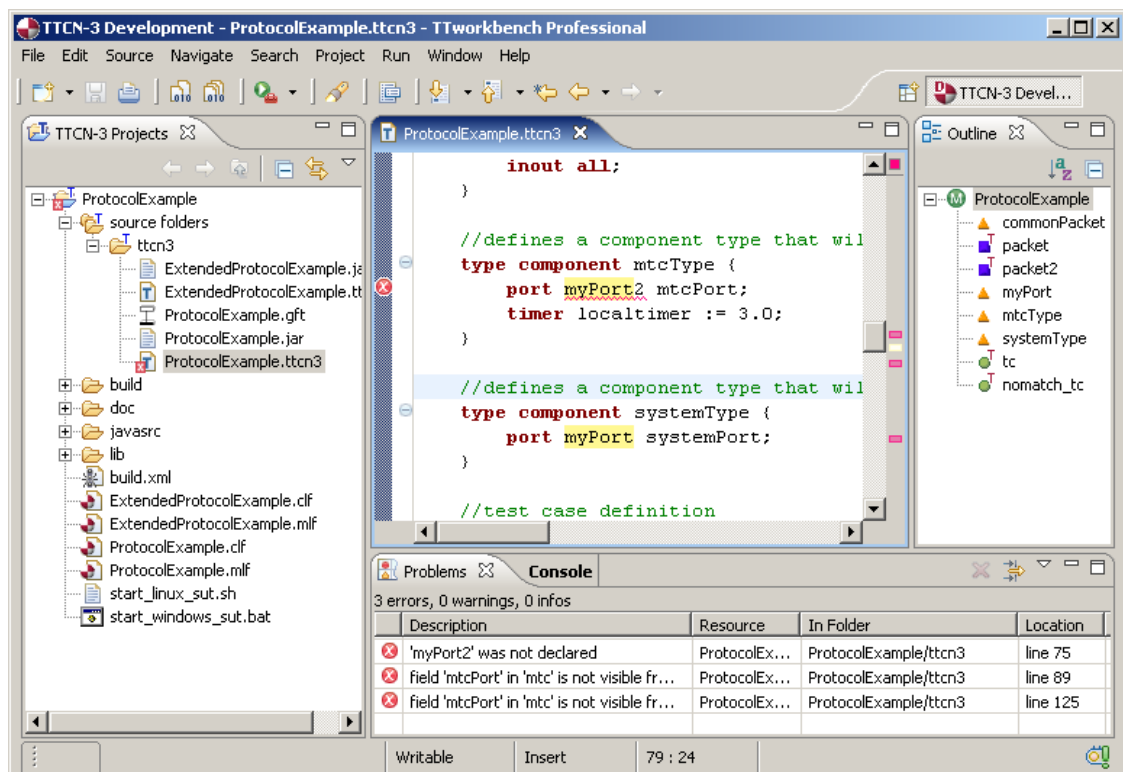 TTCN-3 Development - ProtocolExample.ttcn3 - TTworkbench Professional
File Edit Source Navigate Search Project Run Window Help
TTCN-3 Devel...
TTCN-3 Projects
ProtocolExample
source folders
ttcn3
ExtendedProtocolExample.ja
ExtendedProtocolExample.tt
ProtocolExample.gft
ProtocolExample.jar
ProtocolExample.ttcn3
build
doc
javasrc
lib
build.xml
ExtendedProtocolExample.clf
ExtendedProtocolExample.mlf
ProtocolExample.clf
ProtocolExample.mlf
start_linux_sut.sh
start_windows_sut.bat
ProtocolExample.ttcn3
inout all;
}
//defines a component type that wil
type component mtcType {
port myPort2 mtcPort;
timer localtimer := 3.0;
}
//defines a component type that wil
type component systemType {
port myPort systemPort;
}
//test case definition
Outline
ProtocolExample
commonPacket
packet
packet2
myPort
mtcType
systemType
tc
nomatch_tc
Problems Console
3 errors, 0 warnings, 0 infos
Description Resource In Folder Location
'myPort2' was not declared ProtocolEx... ProtocolExample/ttcn3 line 75
field 'mtcPort' in 'mtc' is not visible fr... ProtocolEx... ProtocolExample/ttcn3 line 89
field 'mtcPort' in 'mtc' is not visible fr... ProtocolEx... ProtocolExample/ttcn3 line 125
Writable Insert 79 : 24